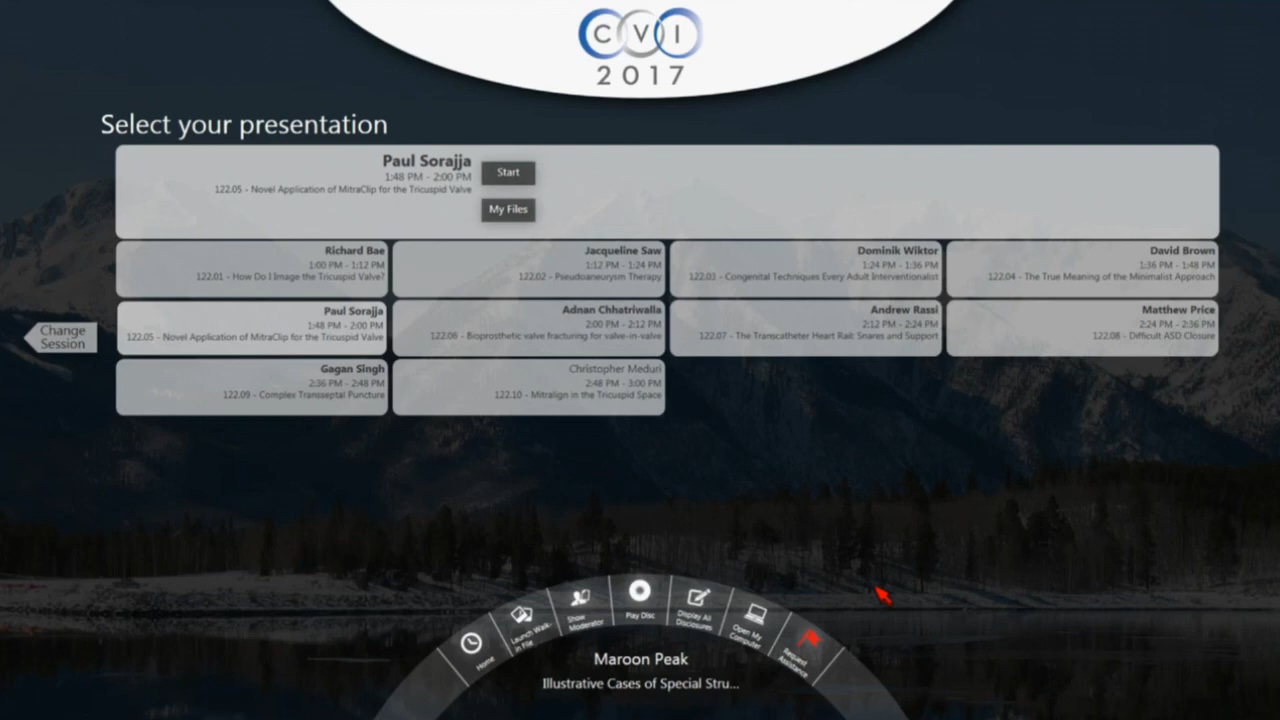 CVI
2017
Select your presentation
Paul Sorajja
1:48 PM - 2:00 PM
122.05 - Novel Application of MitraClip for the Tricuspid Valve
Start
My Files
Richard Bae
1:00 PM - 1:12 PM
122.01 - How Do I Image the Tricuspid Valve?
Jacqueline Saw
1:12 PM - 1:24 PM
122.02 - Pseudoaneurysm Therapy
Dominik Wiktor
1:24 PM - 1:36 PM
122.03 - Congenital Techniques Every Adult Interventionalist
David Brown
1:36 PM - 1:48 PM
122.04 - The True Meaning of the Minimalist Approach
Change
Session
Paul Sorajja
1:48 PM - 2:00 PM
122.05 - Novel Application of MitraClip for the Tricuspid Valve
Adnan Chhatriwalla
2:00 PM - 2:12 PM
122.06 - Bioprosthetic valve fracturing for valve-in-valve
Andrew Rassi
2:12 PM - 2:24 PM
122.07 - The Transcatheter Heart Rail: Snares and Support
Matthew Price
2:24 PM - 2:36 PM
122.08 - Difficult ASD Closure
Gagan Singh
2:36 PM - 2:48 PM
122.09 - Complex Transseptal Puncture
Christopher Meduri
2:48 PM - 3:00 PM
122.10 - Mitralign in the Tricuspid Space
Home
Launch Walk-
in File
Show
Moderator
Play Disc
Display All
Disclosures
Open My
Computer
Request
Assistance
Maroon Peak
Illustrative Cases of Special Stru...